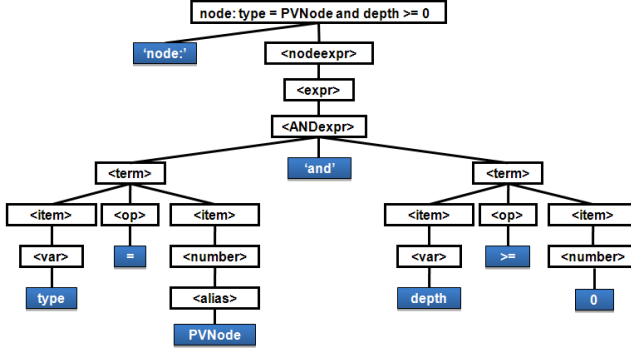 node: type = PVNode and depth >= 0
'node:' <nodeexpr>
<expr>
<ANDexpr>
<term> 'and' <term>
<item> <op> <item> <item> <op> <item>
<var> = <number> <var> >= <number>
type <alias> depth 0
PVNode